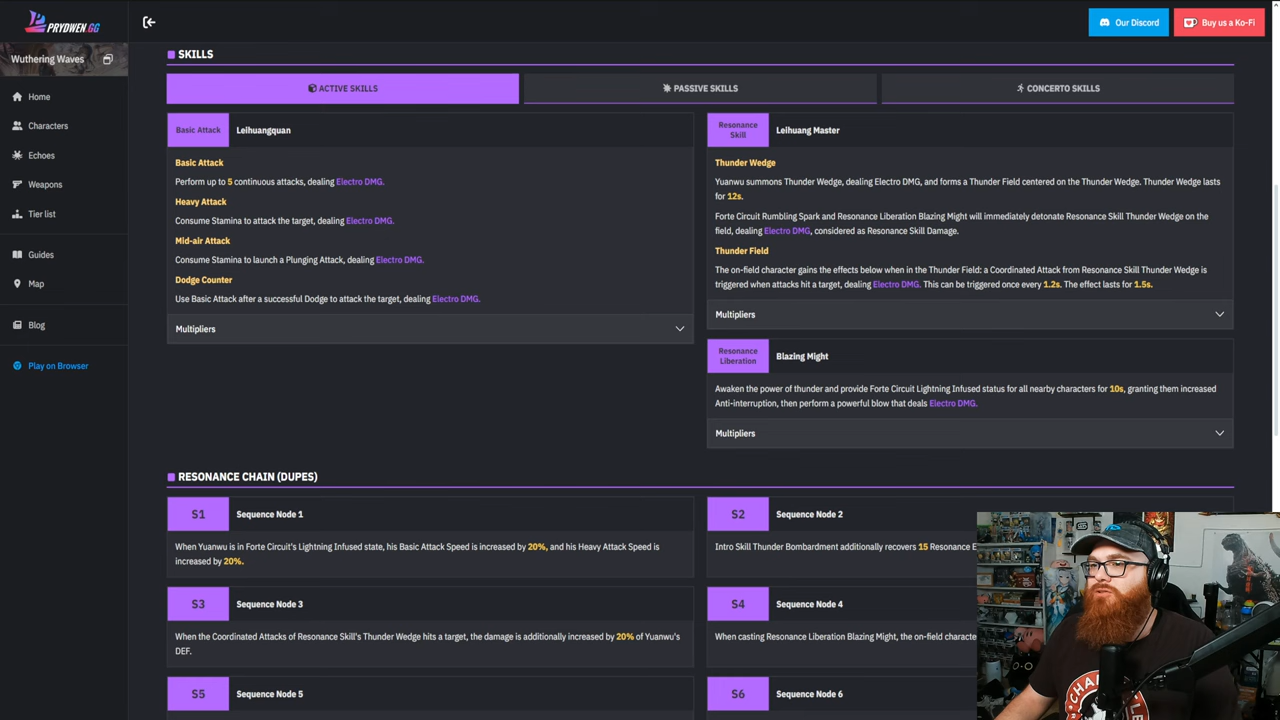 PRYDWEN.GG
Our Discord
Buy us a Ko-Fi
Wuthering Waves
Home
Characters
Echoes
Weapons
Tier list
Guides
Map
Blog
Play on Browser
SKILLS
ACTIVE SKILLS
PASSIVE SKILLS
CONCERTO SKILLS
Basic Attack
Leihuangquan
Basic Attack
Perform up to 5 continuous attacks, dealing Electro DMG.
Heavy Attack
Consume Stamina to attack the target, dealing Electro DMG.
Mid-air Attack
Consume Stamina to launch a Plunging Attack, dealing Electro DMG.
Dodge Counter
Use Basic Attack after a successful Dodge to attack the target, dealing Electro DMG.
Multipliers
Resonance
Skill
Leihuang Master
Thunder Wedge
Yuanwu summons Thunder Wedge, dealing Electro DMG, and forms a Thunder Field centered on the Thunder Wedge. Thunder Wedge lasts
for 12s.
Forte Circuit Rumbling Spark and Resonance Liberation Blazing Might will immediately detonate Resonance Skill Thunder Wedge on the
field, dealing Electro DMG, considered as Resonance Skill Damage.
Thunder Field
The on-field character gains the effects below when in the Thunder Field: a Coordinated Attack from Resonance Skill Thunder Wedge is
triggered when attacks hit a target, dealing Electro DMG. This can be triggered once every 1.2s. The effect lasts for 1.5s.
Multipliers
Resonance
Liberation
Blazing Might
Awaken the power of thunder and provide Forte Circuit Lightning Infused status for all nearby characters for 10s, granting them increased
Anti-interruption, then perform a powerful blow that deals Electro DMG.
Multipliers
RESONANCE CHAIN (DUPES)
S1
Sequence Node 1
When Yuanwu is in Forte Circuit's Lightning Infused state, his Basic Attack Speed is increased by 20%, and his Heavy Attack Speed is
increased by 20%.
S2
Sequence Node 2
Intro Skill Thunder Bombardment additionally recovers 15 Resonance E
S3
Sequence Node 3
When the Coordinated Attacks of Resonance Skill's Thunder Wedge hits a target, the damage is additionally increased by 20% of Yuanwu's
DEF.
S4
Sequence Node 4
When casting Resonance Liberation Blazing Might, the on-field characte
S5
Sequence Node 5
S6
Sequence Node 6